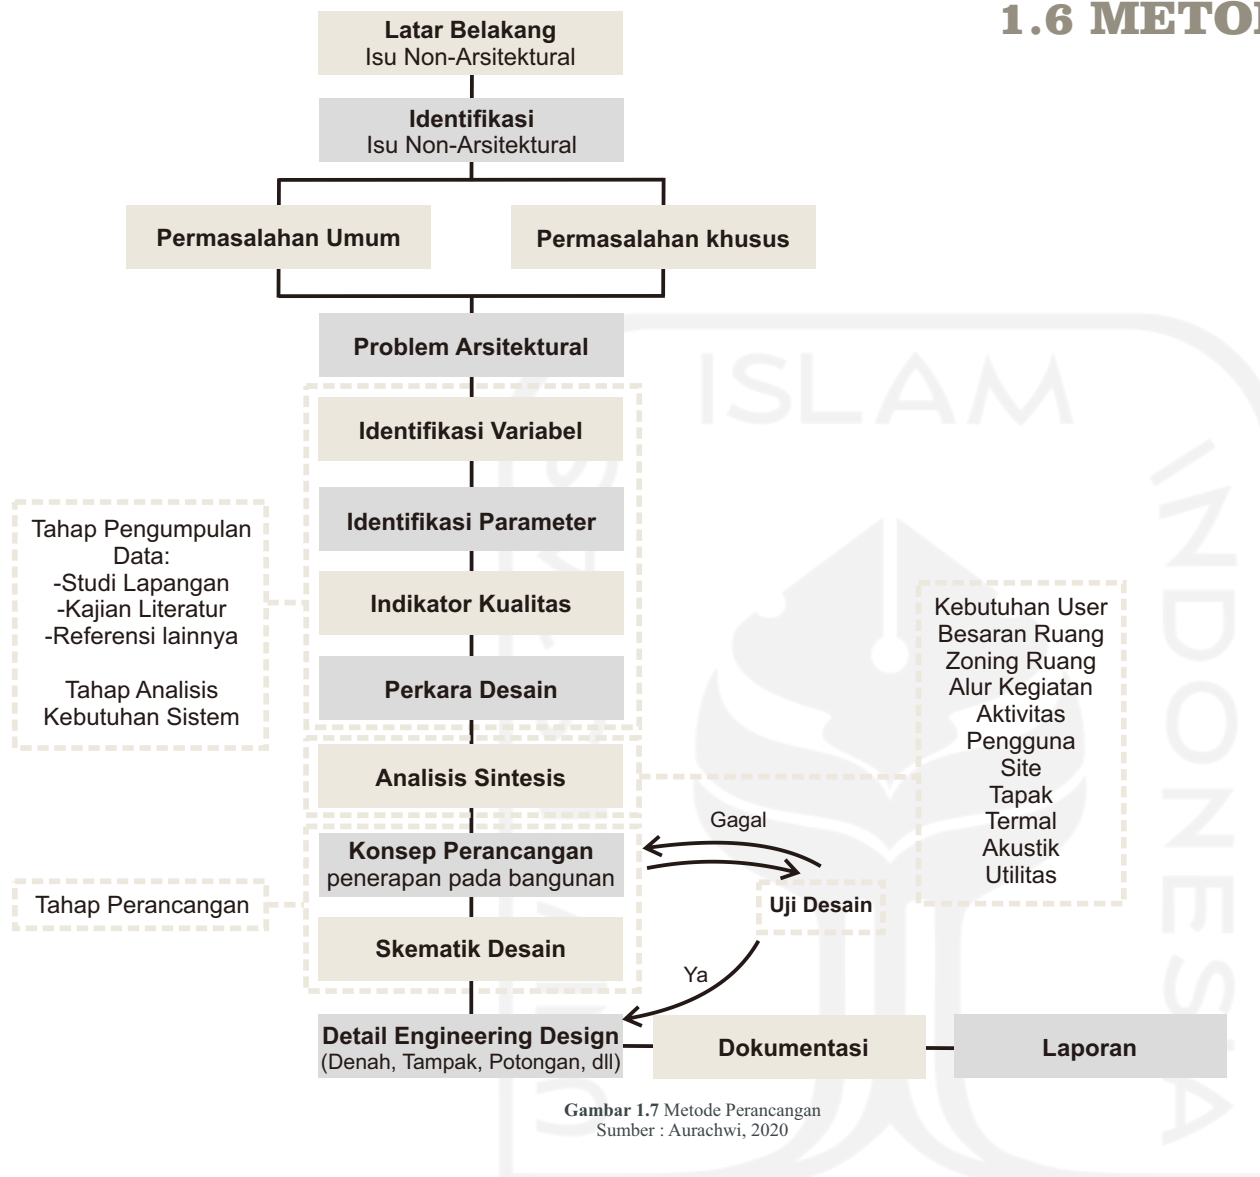 1.6
Latar Belakang
Isu Non-Arsitektural
Identifikasi
Isu Non-Arsitektural
Permasalahan Umum
Permasalahan khusus
Problem Arsitektural
Identifikasi Variabel
Identifikasi Parameter
Indikator Kualitas
Perkara Desain
Tahap Pengumpulan
Data:
-Studi Lapangan
-Kajian Literatur
-Referensi lainnya
Tahap Analisis
Kebutuhan Sistem
Analisis Sintesis
Kebutuhan User
Besaran Ruang
Zoning Ruang
Alur Kegiatan
Aktivitas
Pengguna
Site
Tapak
Termal
Akustik
Utilitas
Konsep Perancangan
penerapan pada bangunan
Gagal
Uji Desain
Ya
Tahap Perancangan
Skematik Desain
Detail Engineering Design
(Denah, Tampak, Potongan, dll)
Dokumentasi
Laporan
Gambar 1.7 Metode Perancangan
Sumber : Aurachwi, 2020
ISLAM
INDONESIA